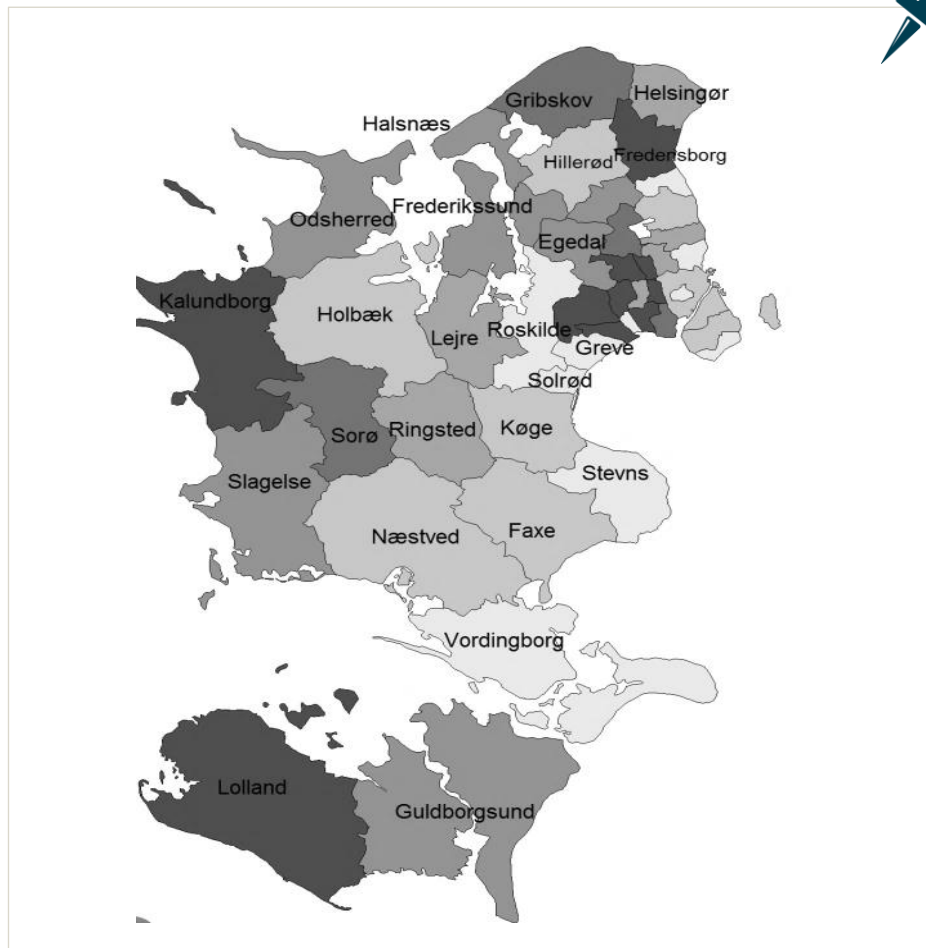 Helsingør
Gribskov
Halsnæs
Fredensborg
Hillerød
Frederikssund
Odsherred
Egedal
Kalundborg
Holbæk
Roskilde
Lejre
Greve
Solrød
Sorø
Ringsted
Køge
Stevns
Slagelse
Næstved
Faxe
Vordingborg
Lolland
Guldborgsund